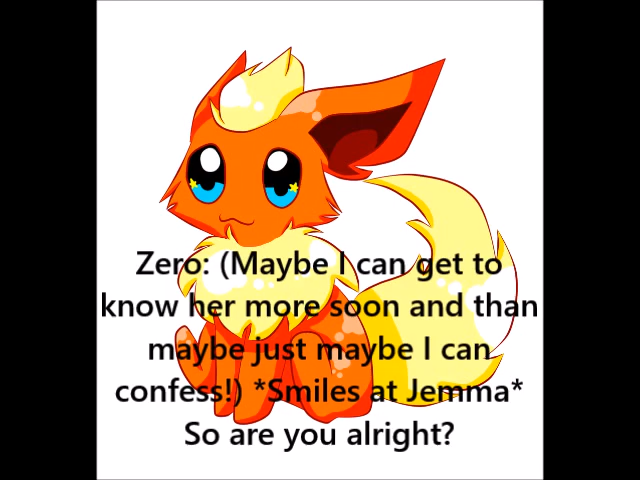 Zero: (Maybe I can get to
know her more soon and than
maybe just maybe I can
confess!) *Smiles at Jemma*
So are you alright?